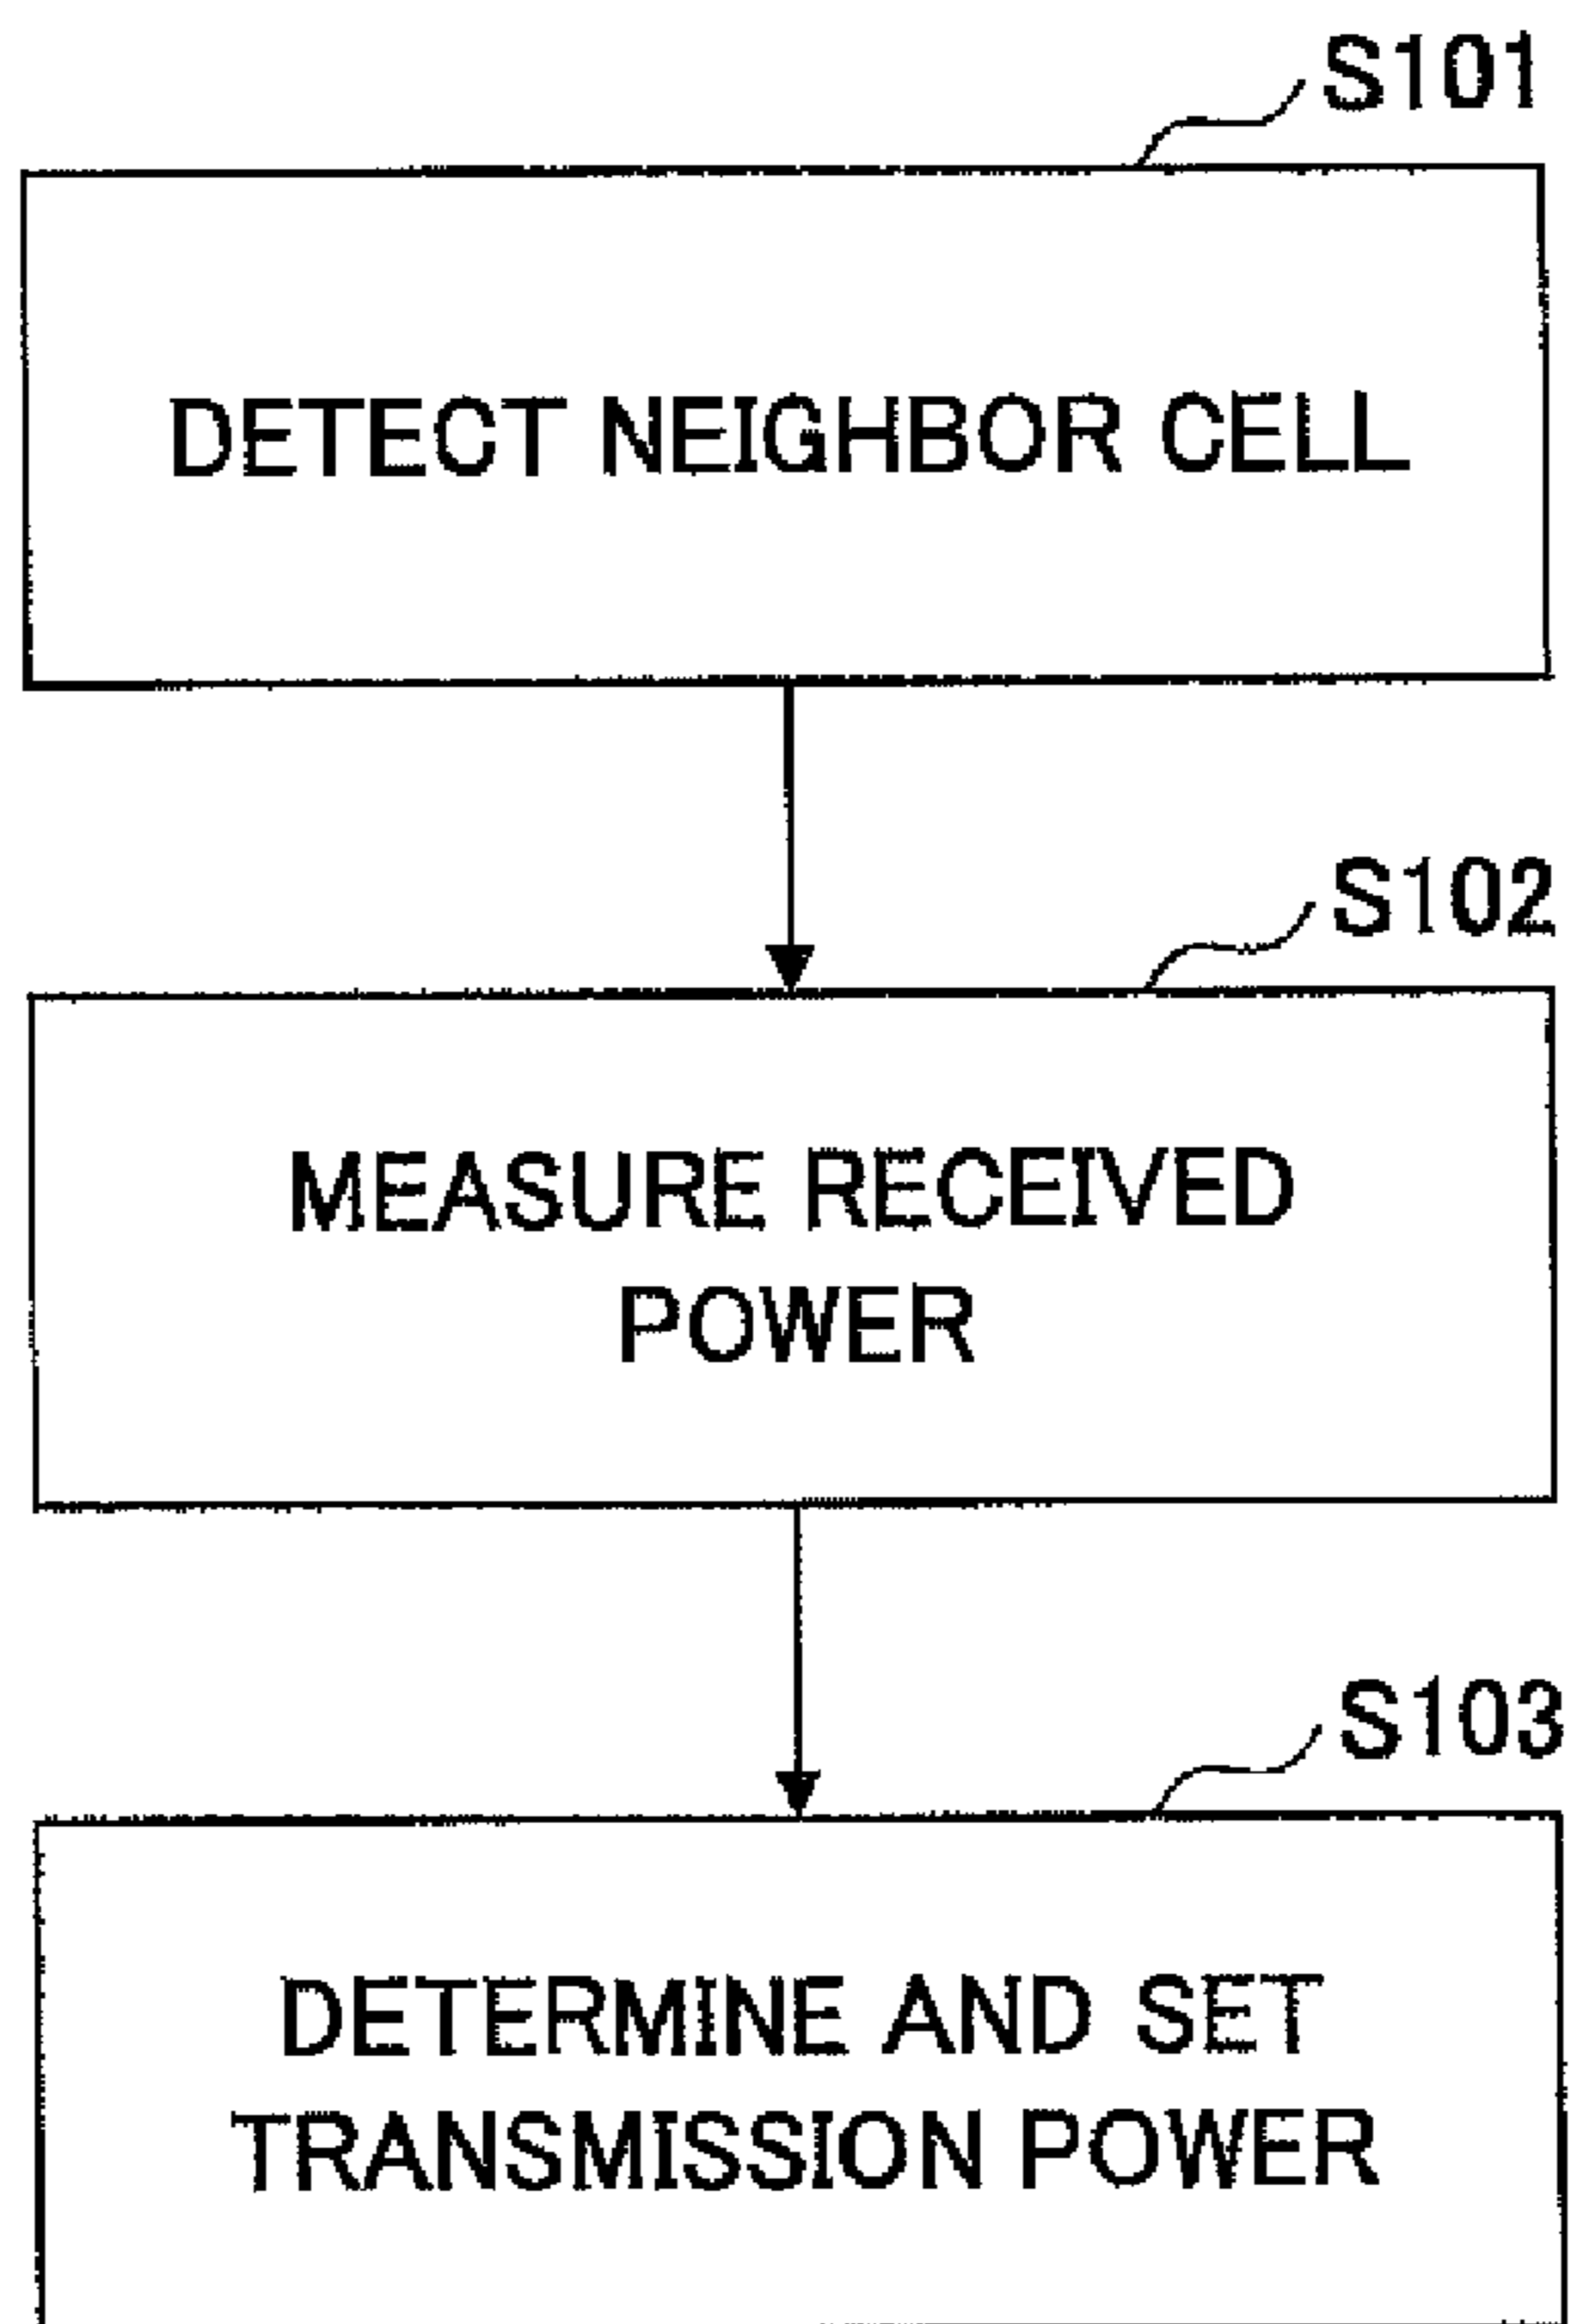 S101
DETECT NEIGHBOR CELL
S102
MEASURE RECEIVED
POWER
S103
DETERMINE AND SET
TRANSMISSION POWER